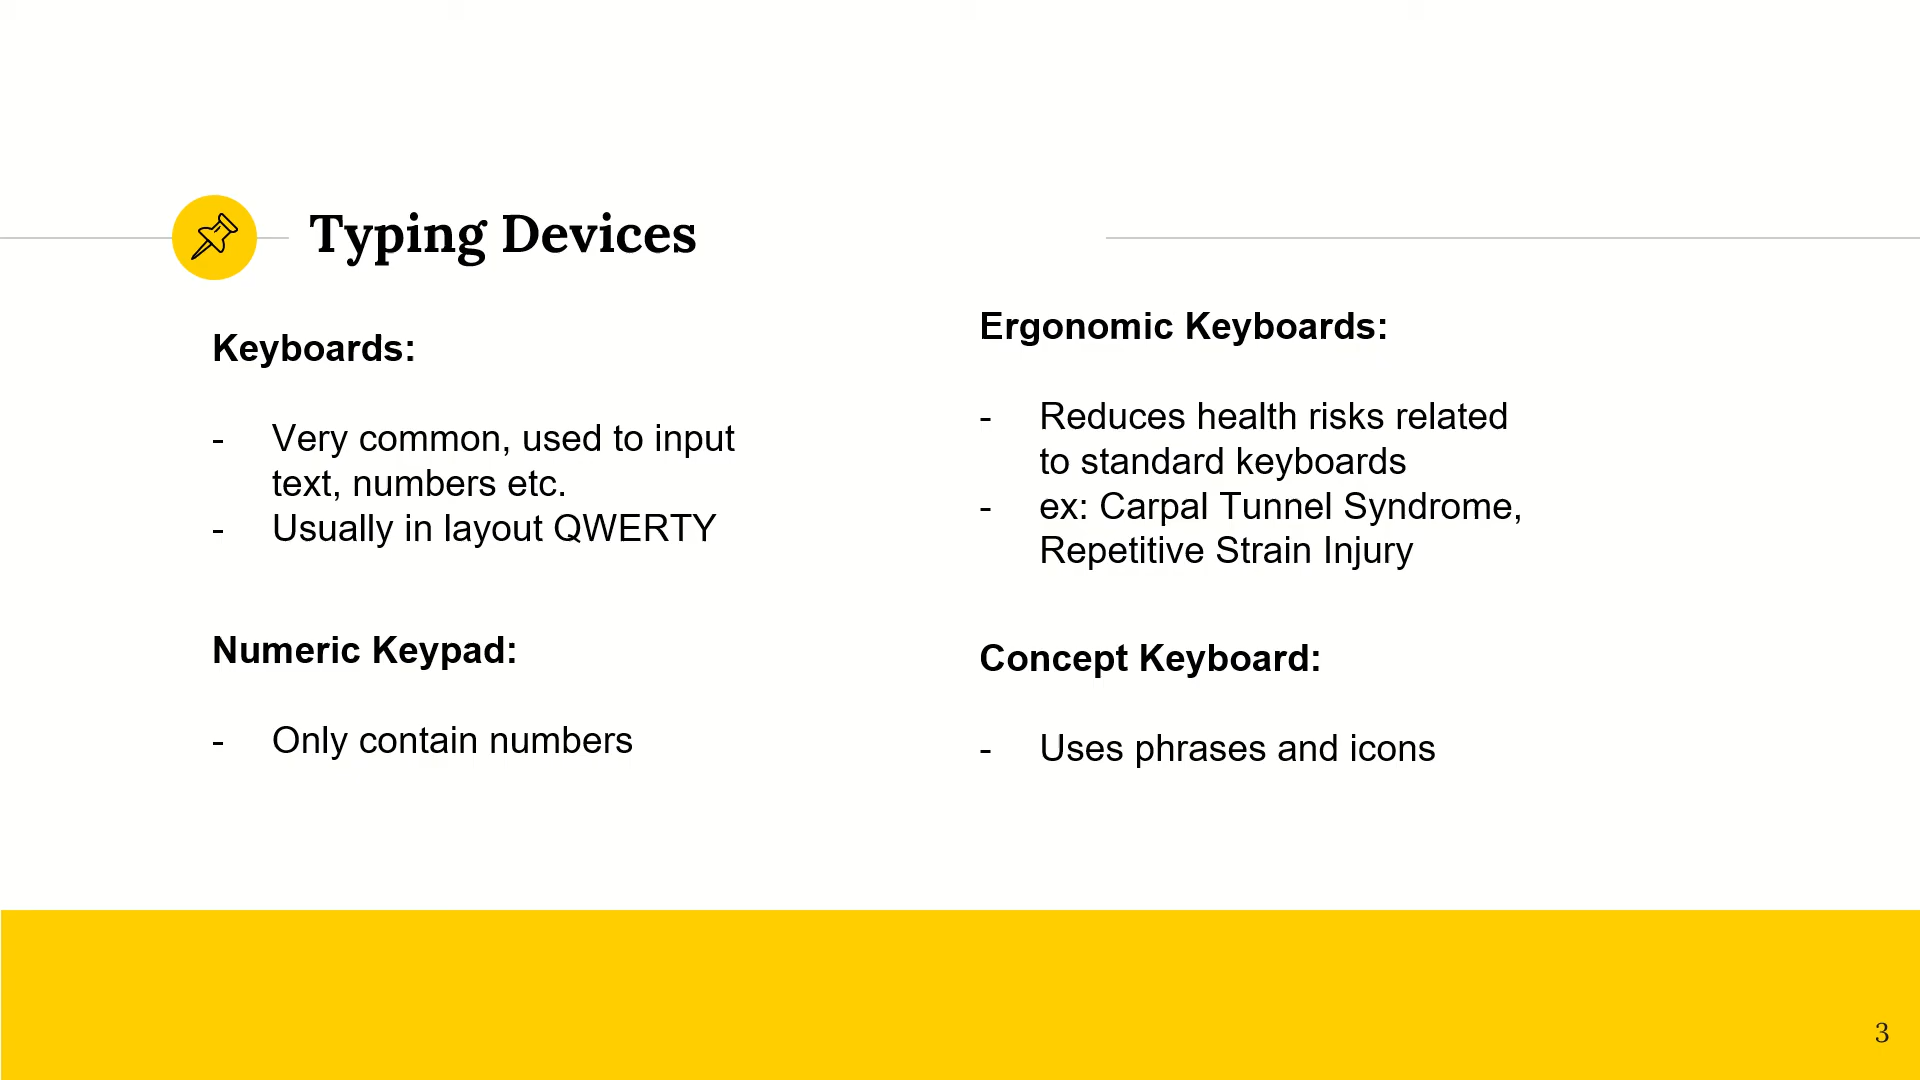 Typing Devices
Keyboards:
- Very common, used to input
text, numbers etc.
- Usually in layout QWERTY
Numeric Keypad:
- Only contain numbers
Ergonomic Keyboards:
- Reduces health risks related
to standard keyboards
- ex: Carpal Tunnel Syndrome,
Repetitive Strain Injury
Concept Keyboard:
- Uses phrases and icons
3